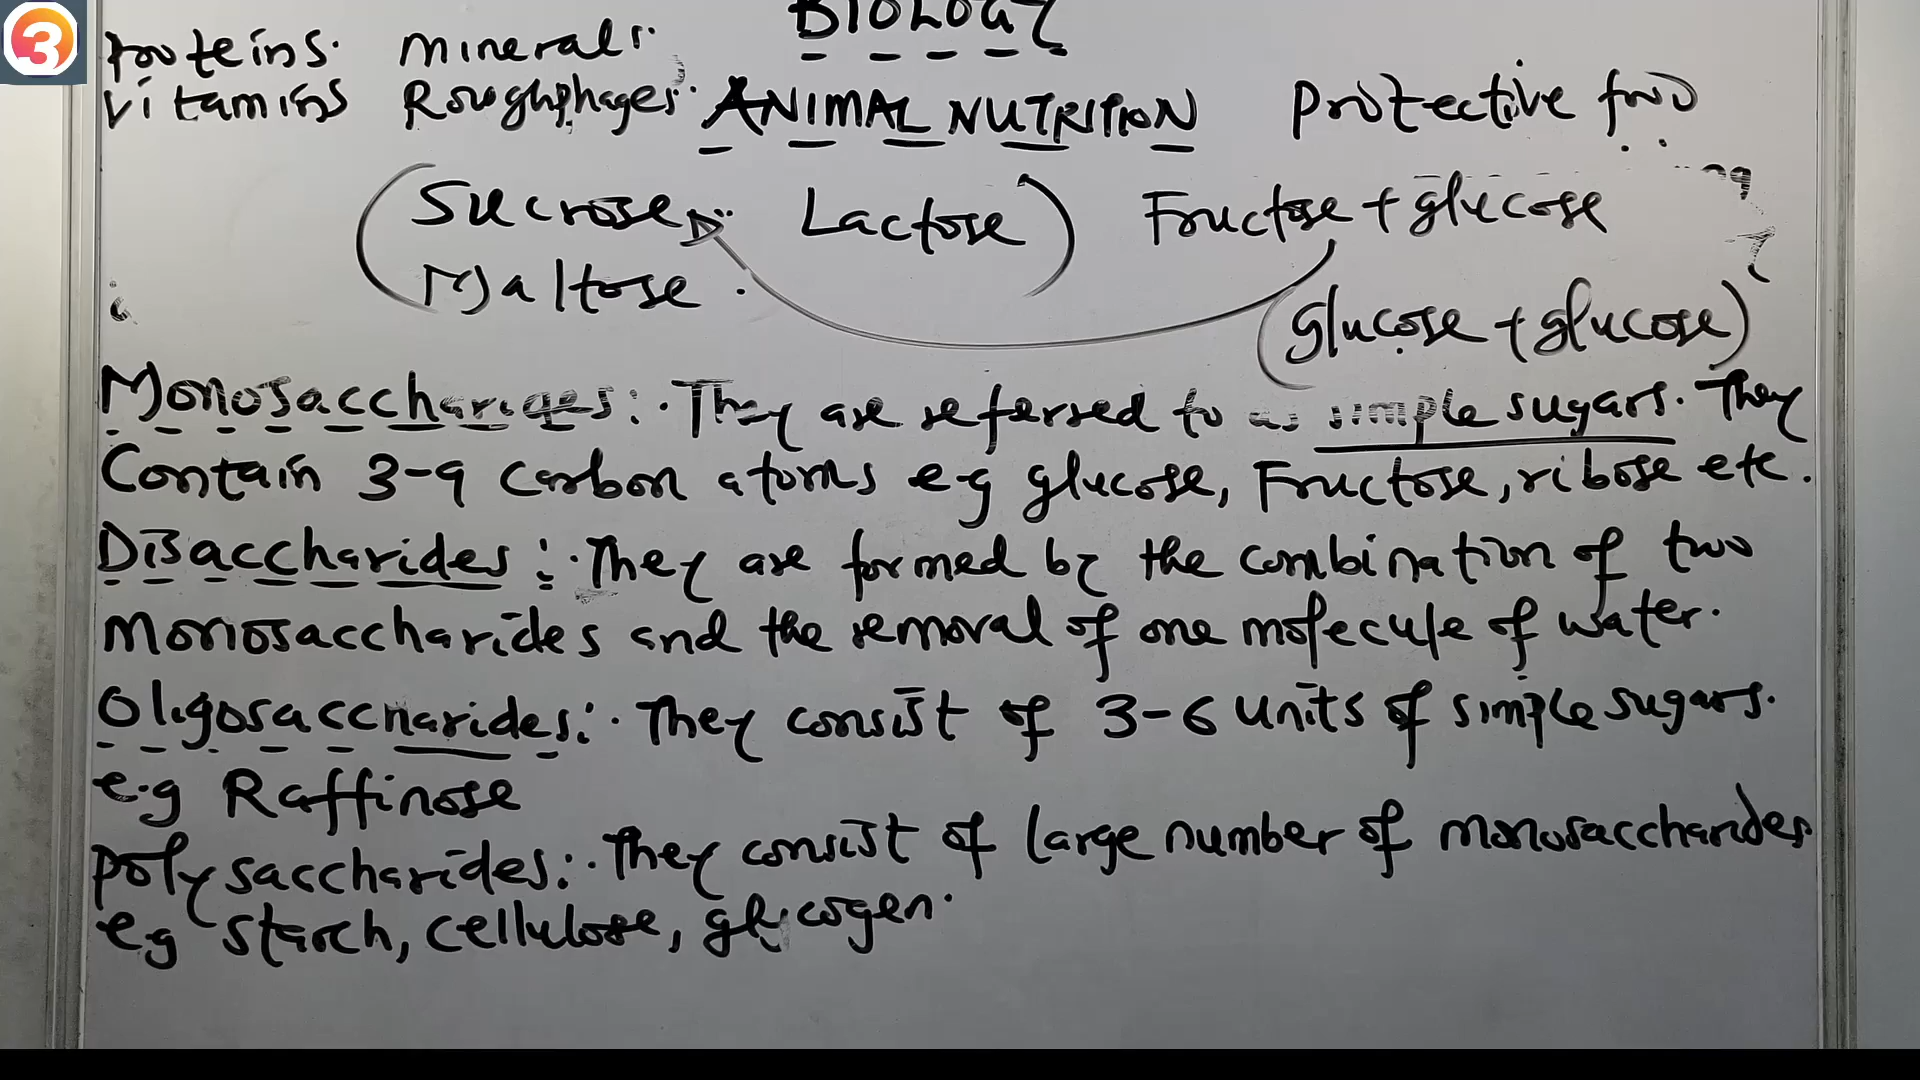 BIOLOGY
Proteins. Minerals.
Vitamins Roughphages. ANIMAL NUTRITION Protective foo
Sucrose Lactose Fructose + glucose
Maltose. (glucose + glucose)
Monosaccharides:. They are referred to as simple sugars. They
Contain 3-9 carbon atoms e.g glucose, Fructose, ribose etc.
Disaccharides:. They are formed by the combination of two
Monosaccharides and the removal of one molecule of water.
Oligosaccharides:. They consist of 3-6 units of simple sugars.
e.g Raffinose
Polysaccharides:. They consist of large number of monosaccharides
e.g starch, cellulose, glycogen.